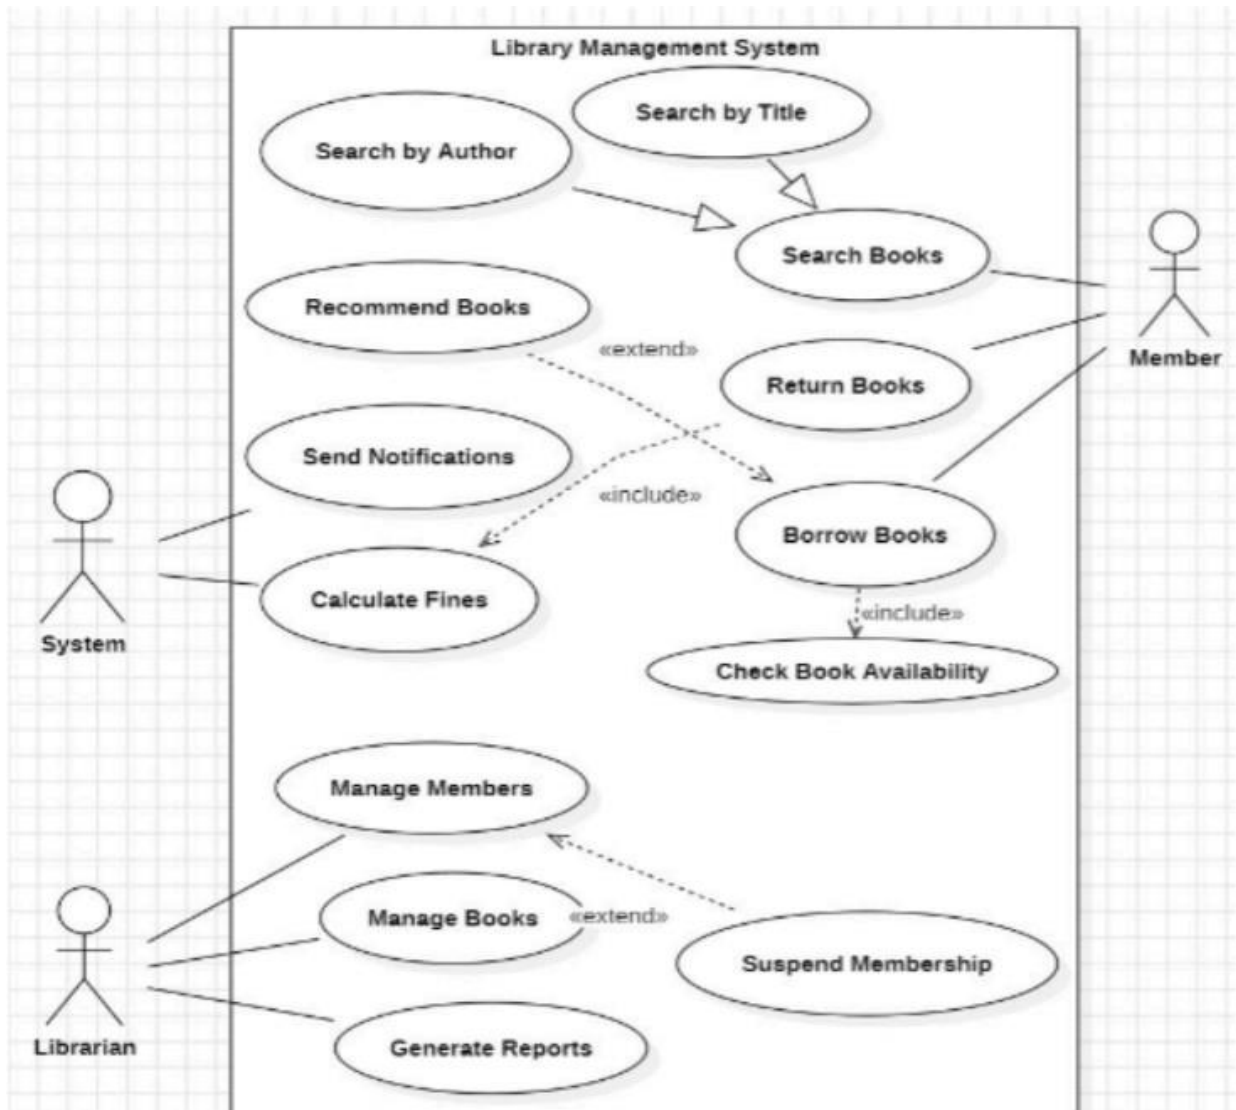 Library Management System
Search by Title
Search by Author
Search Books
Recommend Books
«extend»
Return Books
Member
Send Notifications
«include»
Borrow Books
Calculate Fines
«include»
System
Check Book Availability
Manage Members
Manage Books
«extend»
Suspend Membership
Librarian
Generate Reports